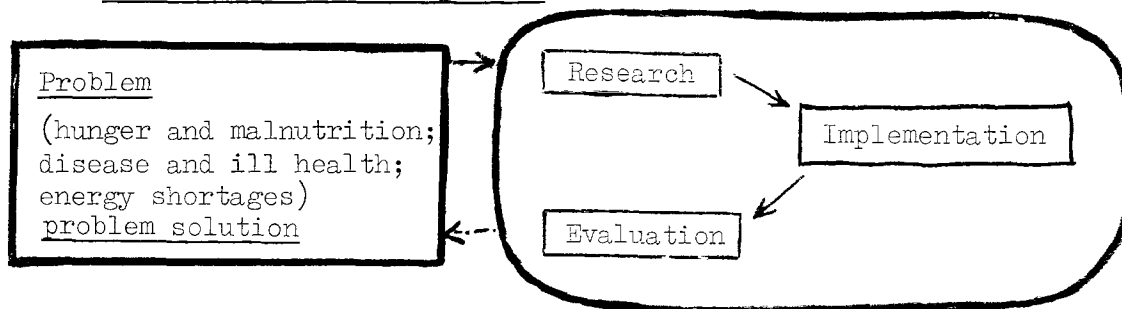 Problem
(hunger and malnutrition;
disease and ill health;
energy shortages)
problem solution
Research
Implementation
Evaluation